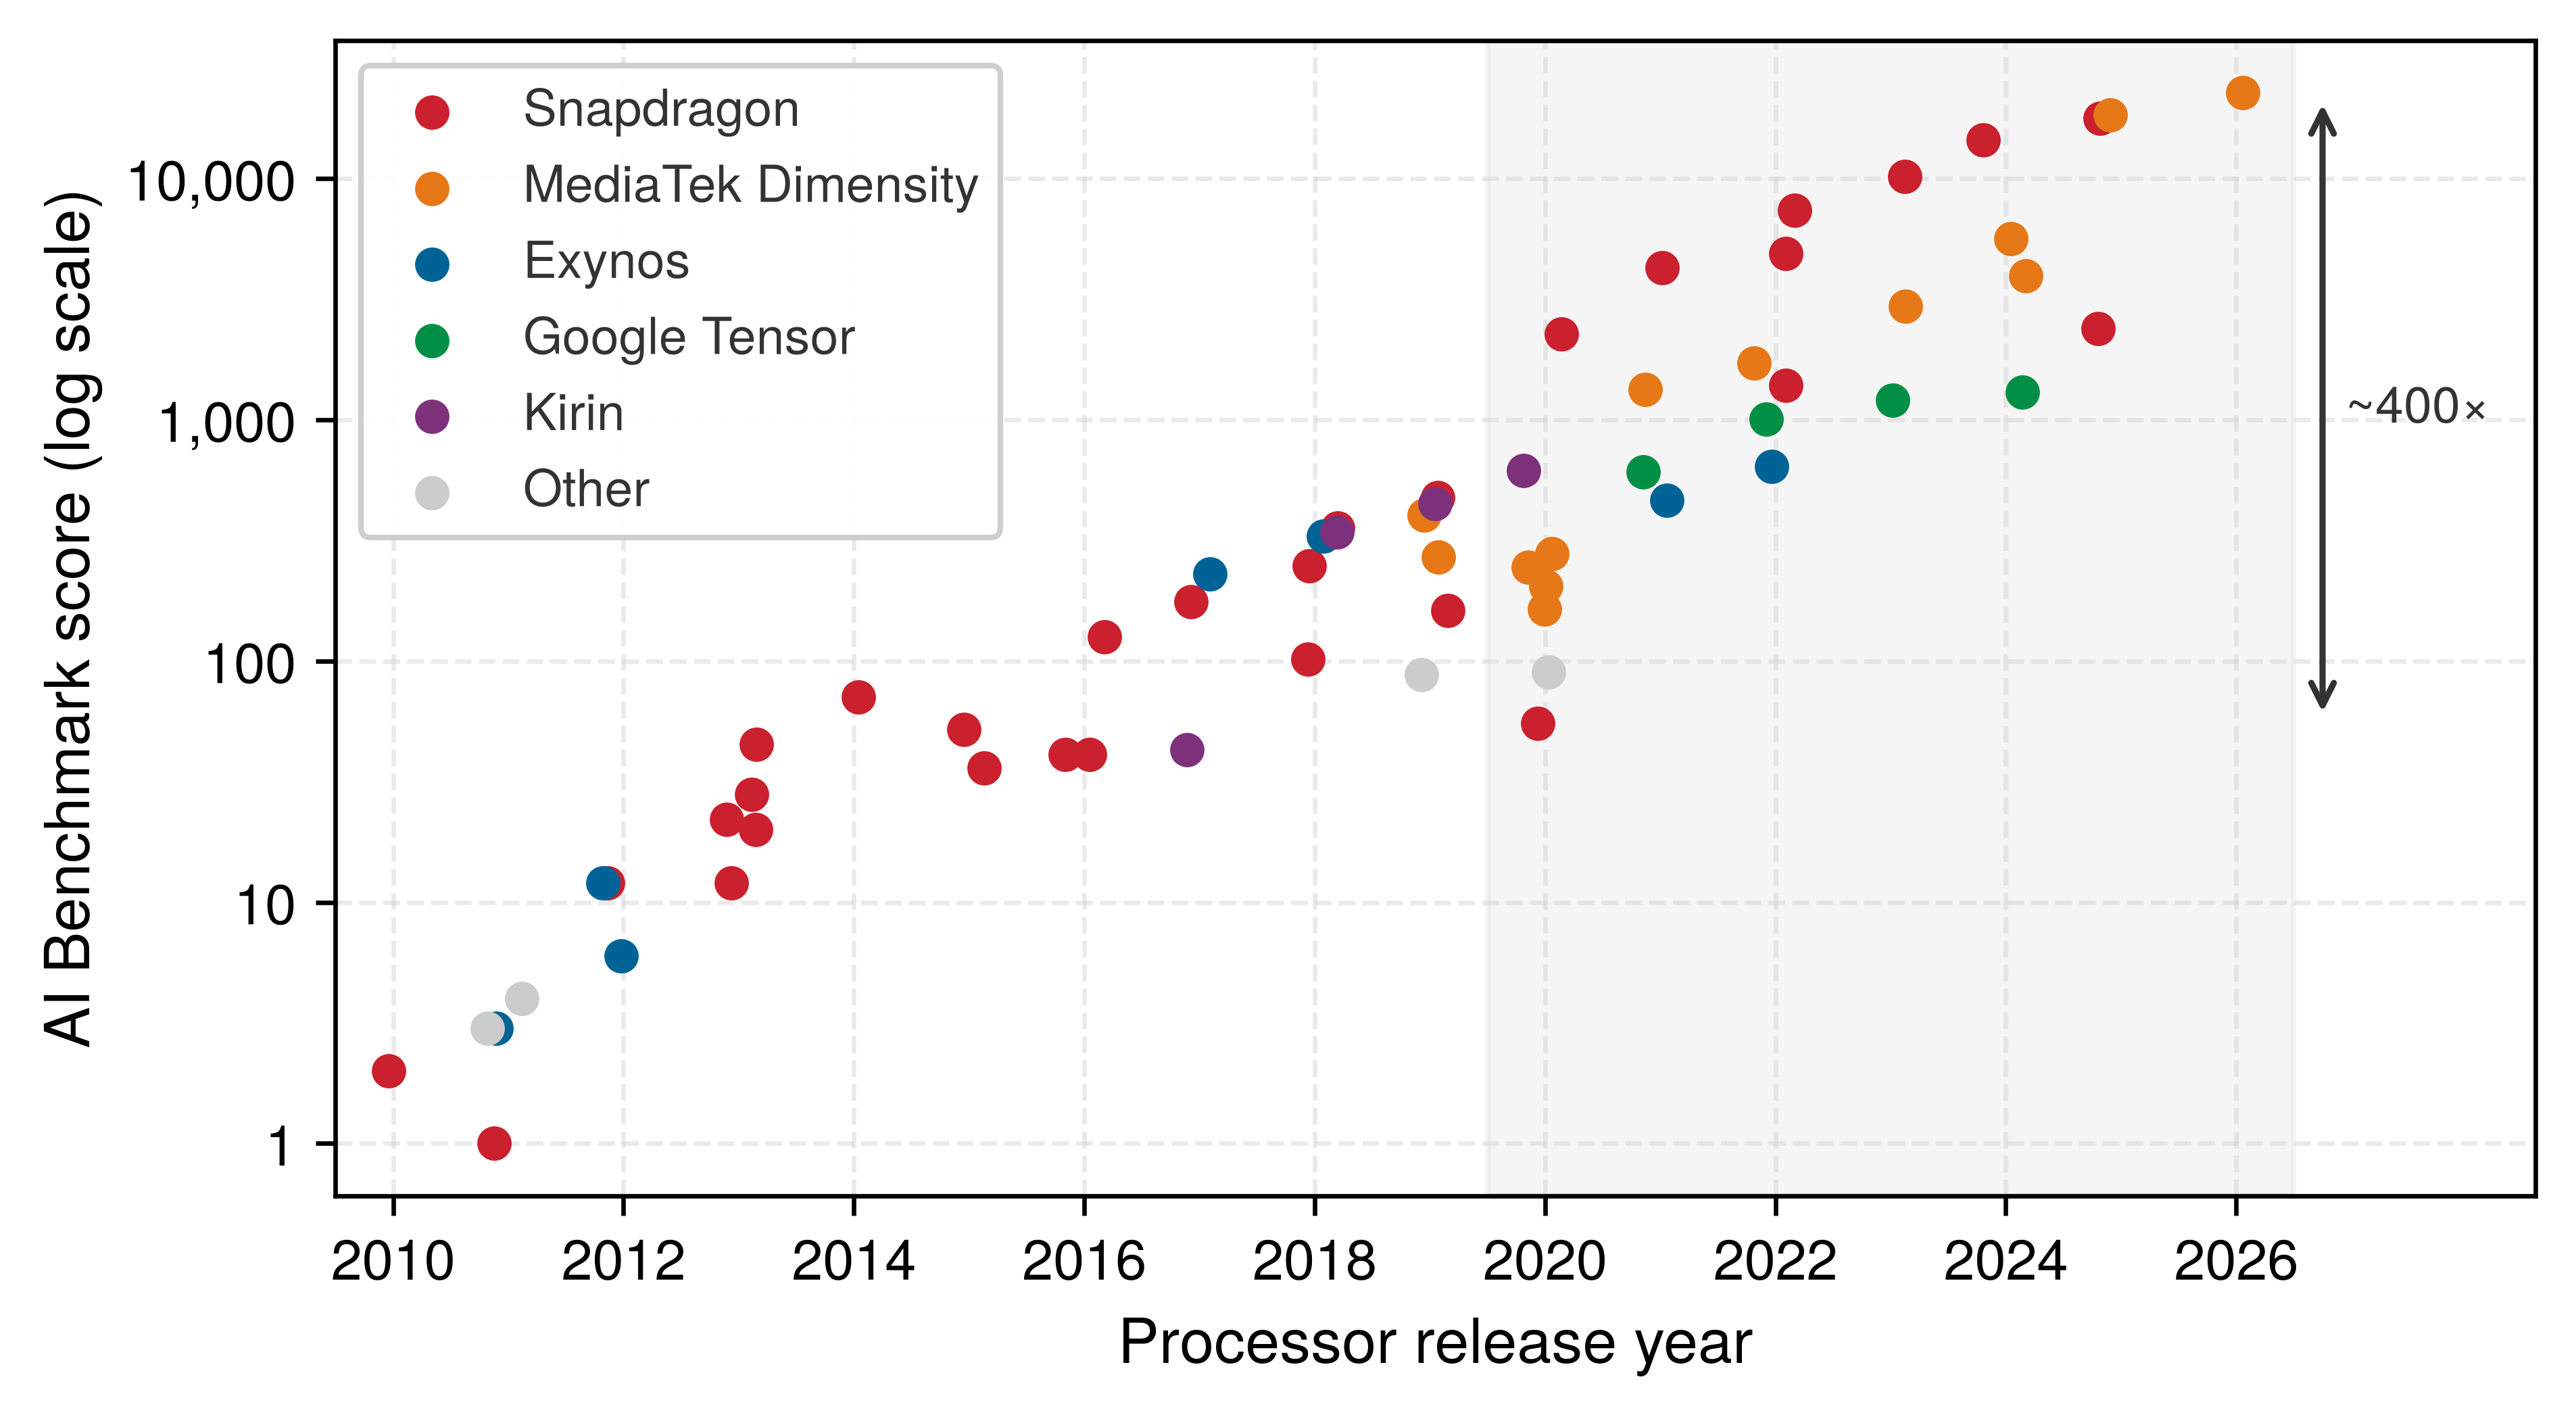 Snapdragon
MediaTek Dimensity
Exynos
Google Tensor
Kirin
Other
AI Benchmark score (log scale)
10,000
1,000
100
10
1
~400×
2010 2012 2014 2016 2018 2020 2022 2024 2026
Processor release year